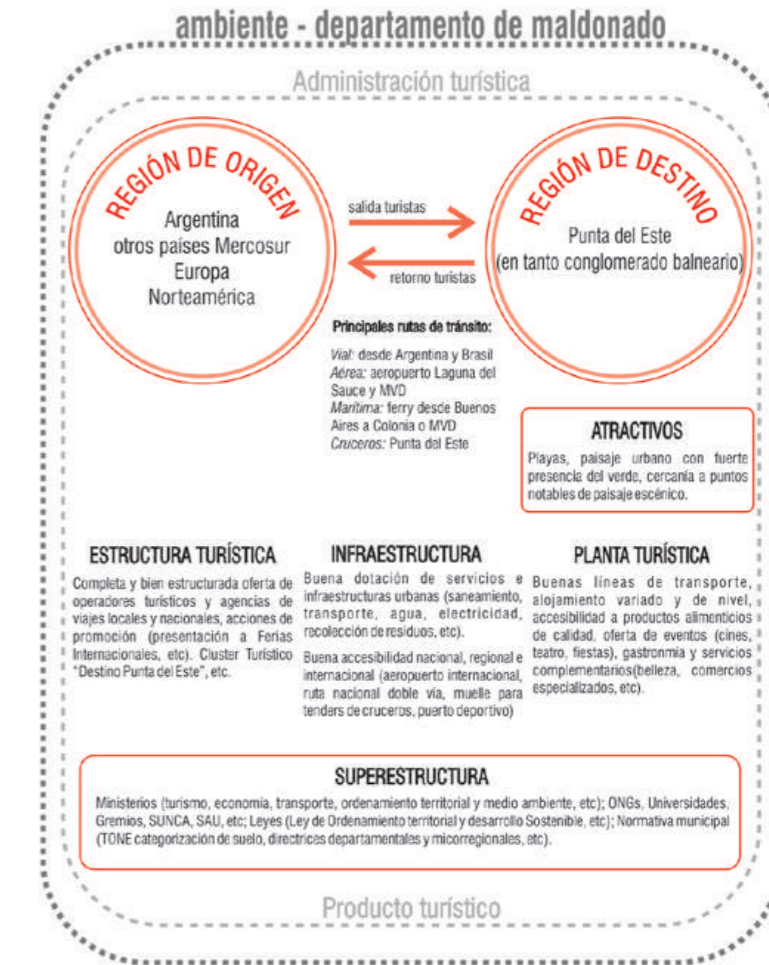 ambiente - departamento de maldonado
Administración turística
REGIÓN DE ORIGEN
Argentina
otros países Mercosur
Europa
Norteamérica
salida turistas
retorno turistas
REGIÓN DE DESTINO
Punta del Este
(en tanto conglomerado balneario)
Principales rutas de tránsito:
Vial: desde Argentina y Brasil
Aérea: aeropuerto Laguna del
Sauce y MVD
Marítima: ferry desde Buenos
Aires a Colonia o MVD
Cruceros: Punta del Este
ATRACTIVOS
Playas, paisaje urbano con fuerte
presencia del verde, cercanía a puntos
notables de paisaje escénico.
ESTRUCTURA TURÍSTICA
Completa y bien estructurada oferta de
operadores turísticos y agencias de
viajes locales y nacionales, acciones de
promoción (presentación a Ferias
Internacionales, etc). Cluster Turístico
"Destino Punta del Este", etc.
INFRAESTRUCTURA
Buena dotación de servicios e
infraestructuras urbanas (saneamiento,
transporte, agua, electricidad,
recolección de residuos, etc).
Buena accesibilidad nacional, regional e
internacional (aeropuerto internacional,
ruta nacional doble vía, muelle para
tenders de cruceros, puerto deportivo)
PLANTA TURÍSTICA
Buenas líneas de transporte,
alojamiento variado y de nivel,
accesibilidad a productos alimenticios
de calidad, oferta de eventos (cines,
teatro, fiestas), gastronmía y servicios
complementarios(belleza, comercios
especializados, etc).
SUPERESTRUCTURA
Ministerios (turismo, economía, transporte, ordenamiento territorial y medio ambiente, etc); ONGs, Universidades,
Gremios, SUNCA, SAU, etc; Leyes (Ley de Ordenamiento territorial y desarrollo Sostenible, etc); Normativa municipal
(TONE categorización de suelo, directrices departamentales y micorregionales, etc).
Producto turístico